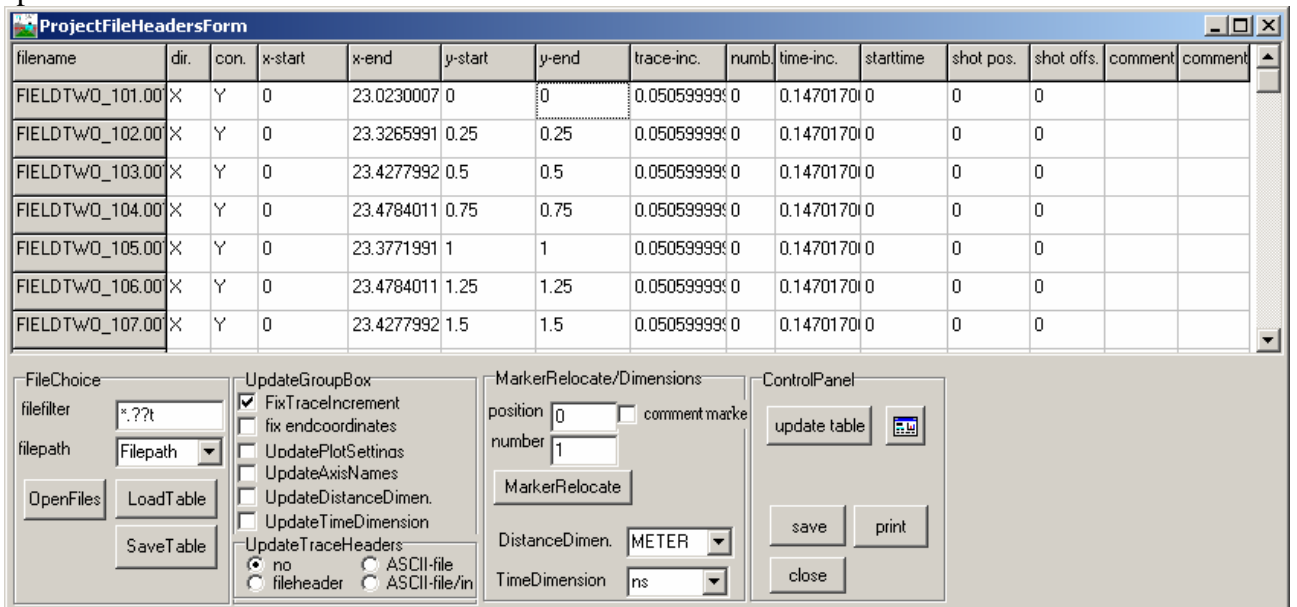 ProjectFileHeadersForm
filename dir. con. x-start x-end y-start y-end trace-inc. numb. time-inc. starttime shot pos. shot offs. comment comment
FIELDTWO_101.00 X Y 0 23.0230007 0 0 0.05059999 0 0.1470170 0 0 0
FIELDTWO_102.00 X Y 0 23.3265991 0.25 0.25 0.05059999 0 0.1470170 0 0 0
FIELDTWO_103.00 X Y 0 23.4277992 0.5 0.5 0.05059999 0 0.1470170 0 0 0
FIELDTWO_104.00 X Y 0 23.4784011 0.75 0.75 0.05059999 0 0.1470170 0 0 0
FIELDTWO_105.00 X Y 0 23.3771991 1 1 0.05059999 0 0.1470170 0 0 0
FIELDTWO_106.00 X Y 0 23.4784011 1.25 1.25 0.05059999 0 0.1470170 0 0 0
FIELDTWO_107.00 X Y 0 23.4277992 1.5 1.5 0.05059999 0 0.1470170 0 0 0
FileChoice
filefilter *.??t
filepath Filepath
OpenFiles LoadTable
SaveTable
UpdateGroupBox
FixTraceIncrement
fix endcoordinates
UpdatePlotSettings
UpdateAxisNames
UpdateDistanceDimen.
UpdateTimeDimension
UpdateTraceHeaders
no ASCII-file
fileheader ASCII-file/in
MarkerRelocate/Dimensions
position 0 comment marke
number 1
MarkerRelocate
DistanceDimen. METER
TimeDimension ns
ControlPanel
update table
save print
close